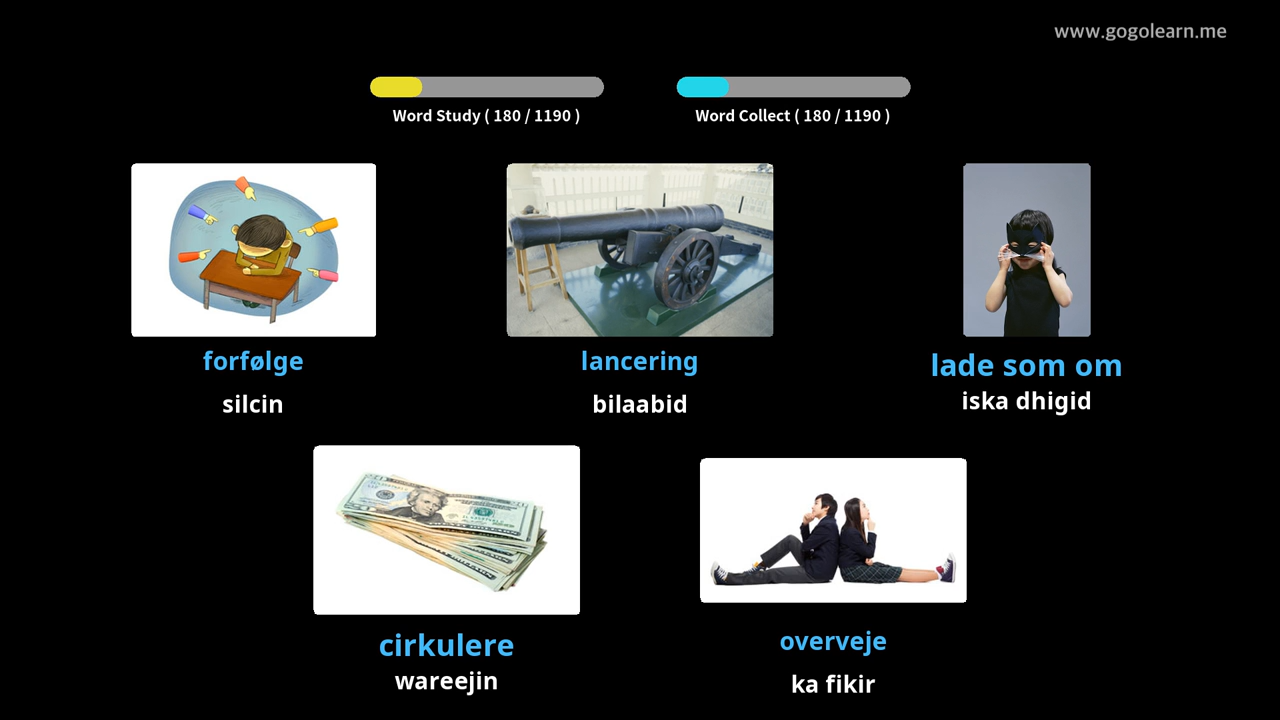 www.gogolearn.me
Word Study ( 180 / 1190 )
Word Collect ( 180 / 1190 )
forfølge
silcin
lancering
bilaabid
lade som om
iska dhigid
cirkulere
wareejin
overveje
ka fikir